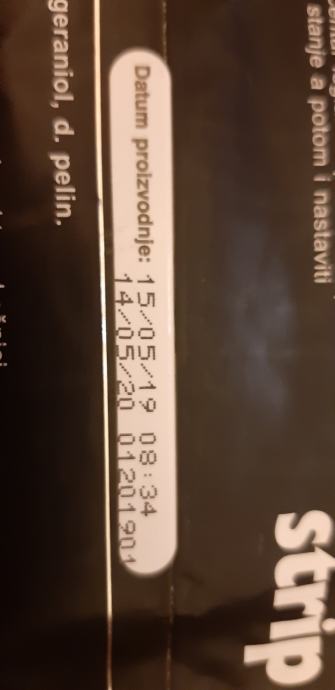 stanje a potom i nastaviti
strip
Datum proizvodnje: 15/05/19 08:34
14/05/20 01201901
geraniol, d. pelin,